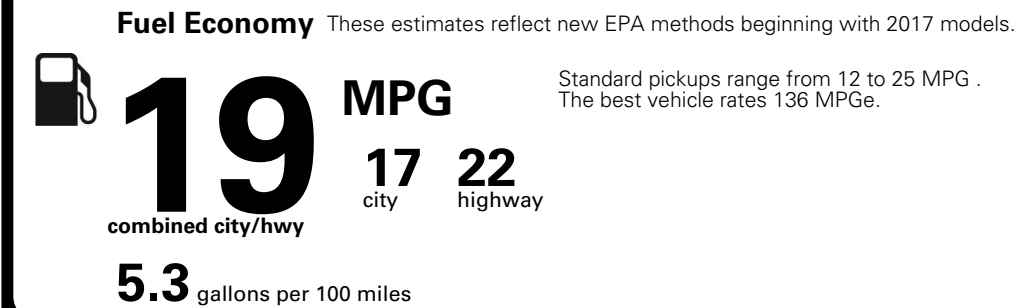 Fuel Economy These estimates reflect new EPA methods beginning with 2017 models.
19 MPG
Standard pickups range from 12 to 25 MPG .
The best vehicle rates 136 MPGe.
17 22
city highway
combined city/hwy
5.3 gallons per 100 miles